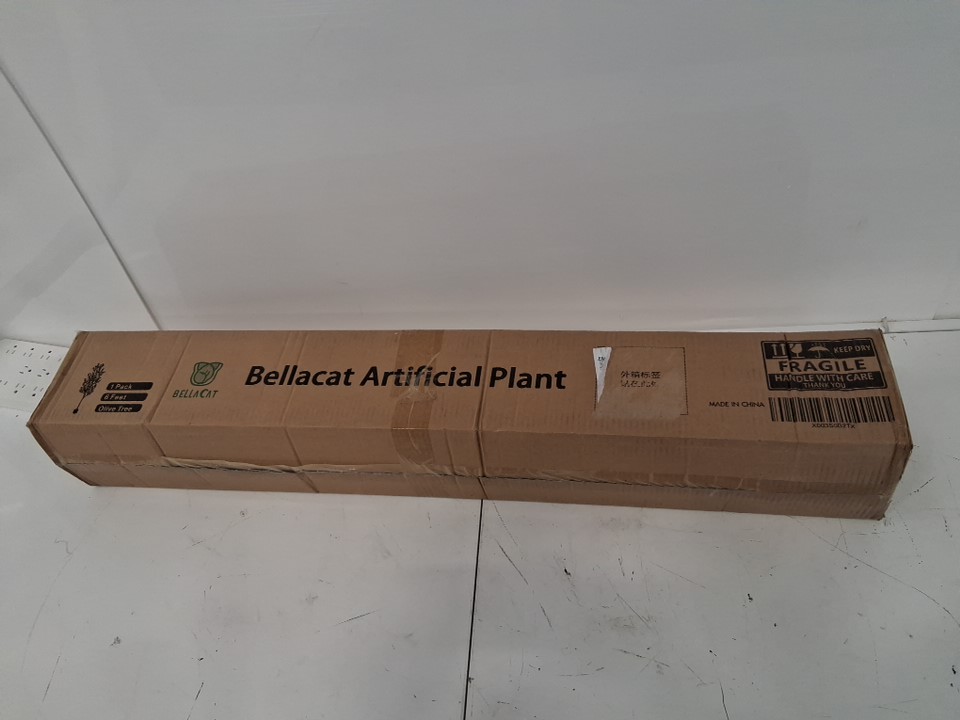 1 Pack
6 Feet
Olive Tree
BELLACAT
Bellacat Artificial Plant
外箱标签
MADE IN CHINA
KEEP DRY
FRAGILE
HANDLE WITH CARE
THANK YOU